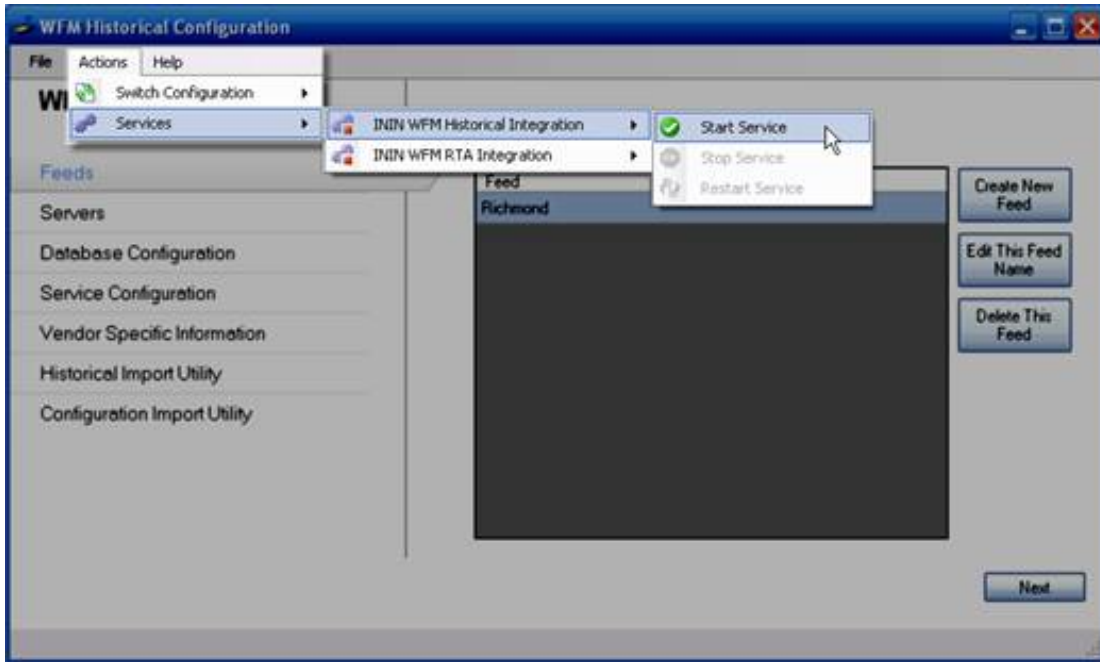 WFM Historical Configuration
File Actions Help
Switch Configuration
Services
ININ WFM Historical Integration
ININ WFM RTA Integration
Start Service
Stop Service
Restart Service
Feeds
Servers
Database Configuration
Service Configuration
Vendor Specific Information
Historical Import Utility
Configuration Import Utility
Feed
Richmond
Create New
Feed
Edit This Feed
Name
Delete This
Feed
Next